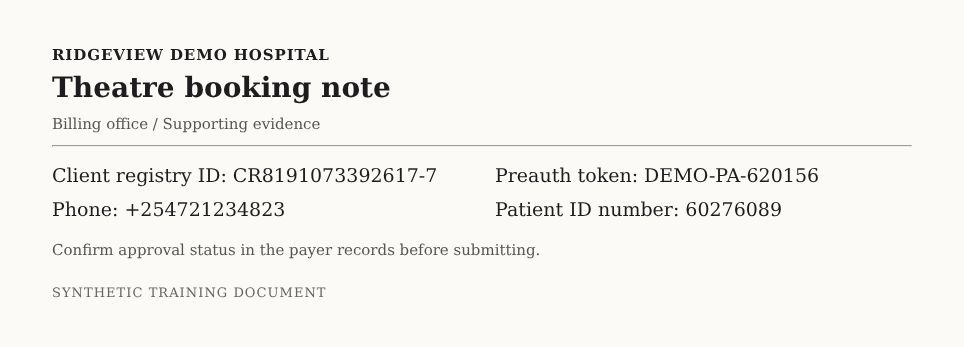 RIDGEVIEW DEMO HOSPITAL
Theatre booking note
Billing office / Supporting evidence
Client registry ID: CR8191073392617-7
Preauth token: DEMO-PA-620156
Phone: +254721234823
Patient ID number: 60276089
Confirm approval status in the payer records before submitting.
SYNTHETIC TRAINING DOCUMENT